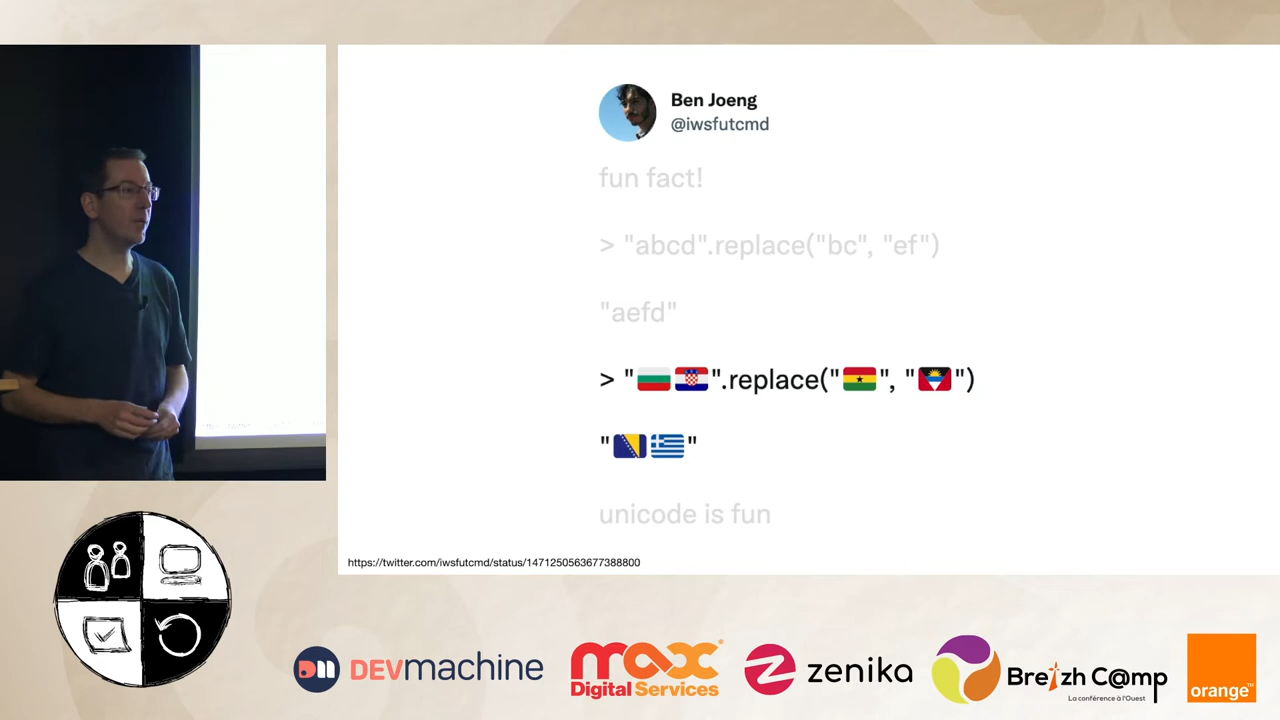 Ben Joeng
@iwsfutcmd
fun fact!
> "abcd".replace("bc", "ef")
"aefd"
> "🇧🇬🇭🇷".replace("🇬🇭", "🇦🇬")
"🇧🇦🇬🇷"
unicode is fun
https://twitter.com/iwsfutcmd/status/1471250563677388800
DEVmachine
max
Digital Services
zenika
Breizh C@mp
La conférence à l'Ouest
orange™